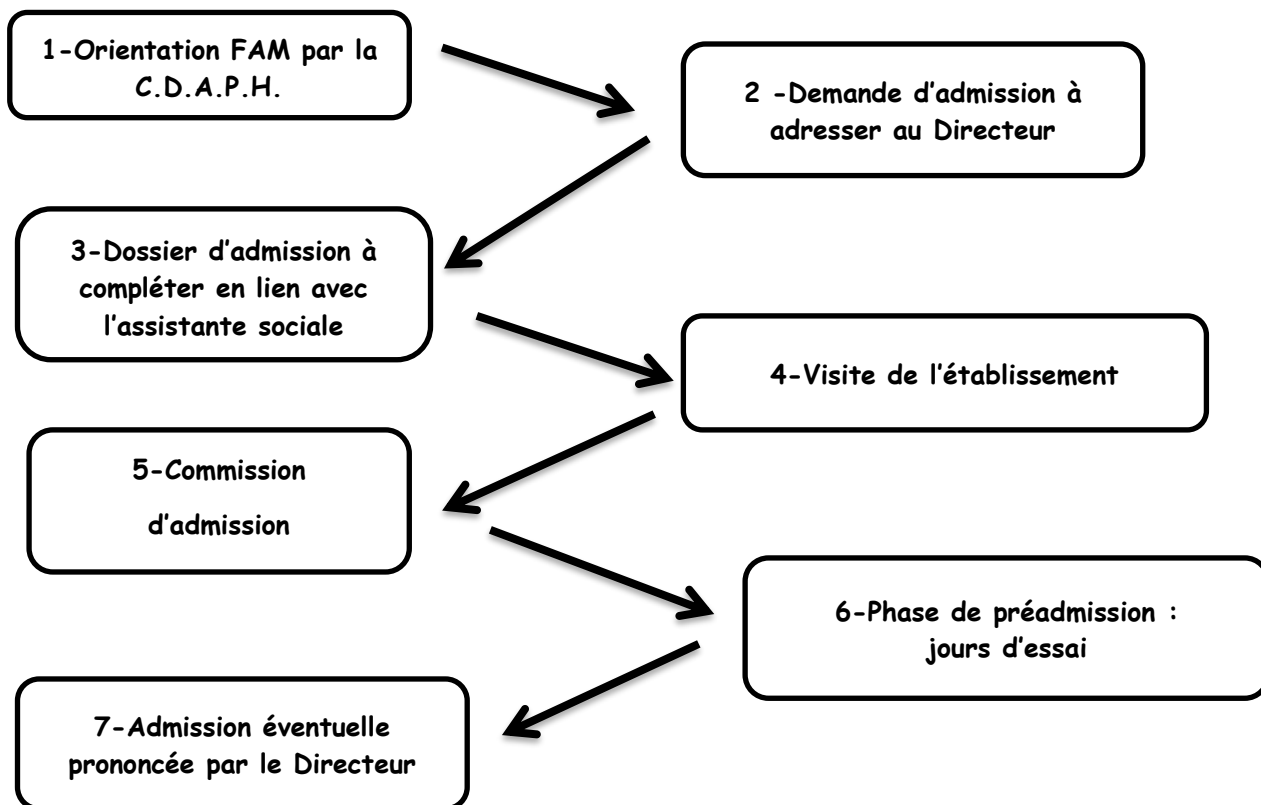 1-Orientation FAM par la
C.D.A.P.H.
2 -Demande d'admission à
adresser au Directeur
3-Dossier d'admission à
compléter en lien avec
l'assistante sociale
4-Visite de l'établissement
5-Commission
d'admission
6-Phase de préadmission :
jours d'essai
7-Admission éventuelle
prononcée par le Directeur